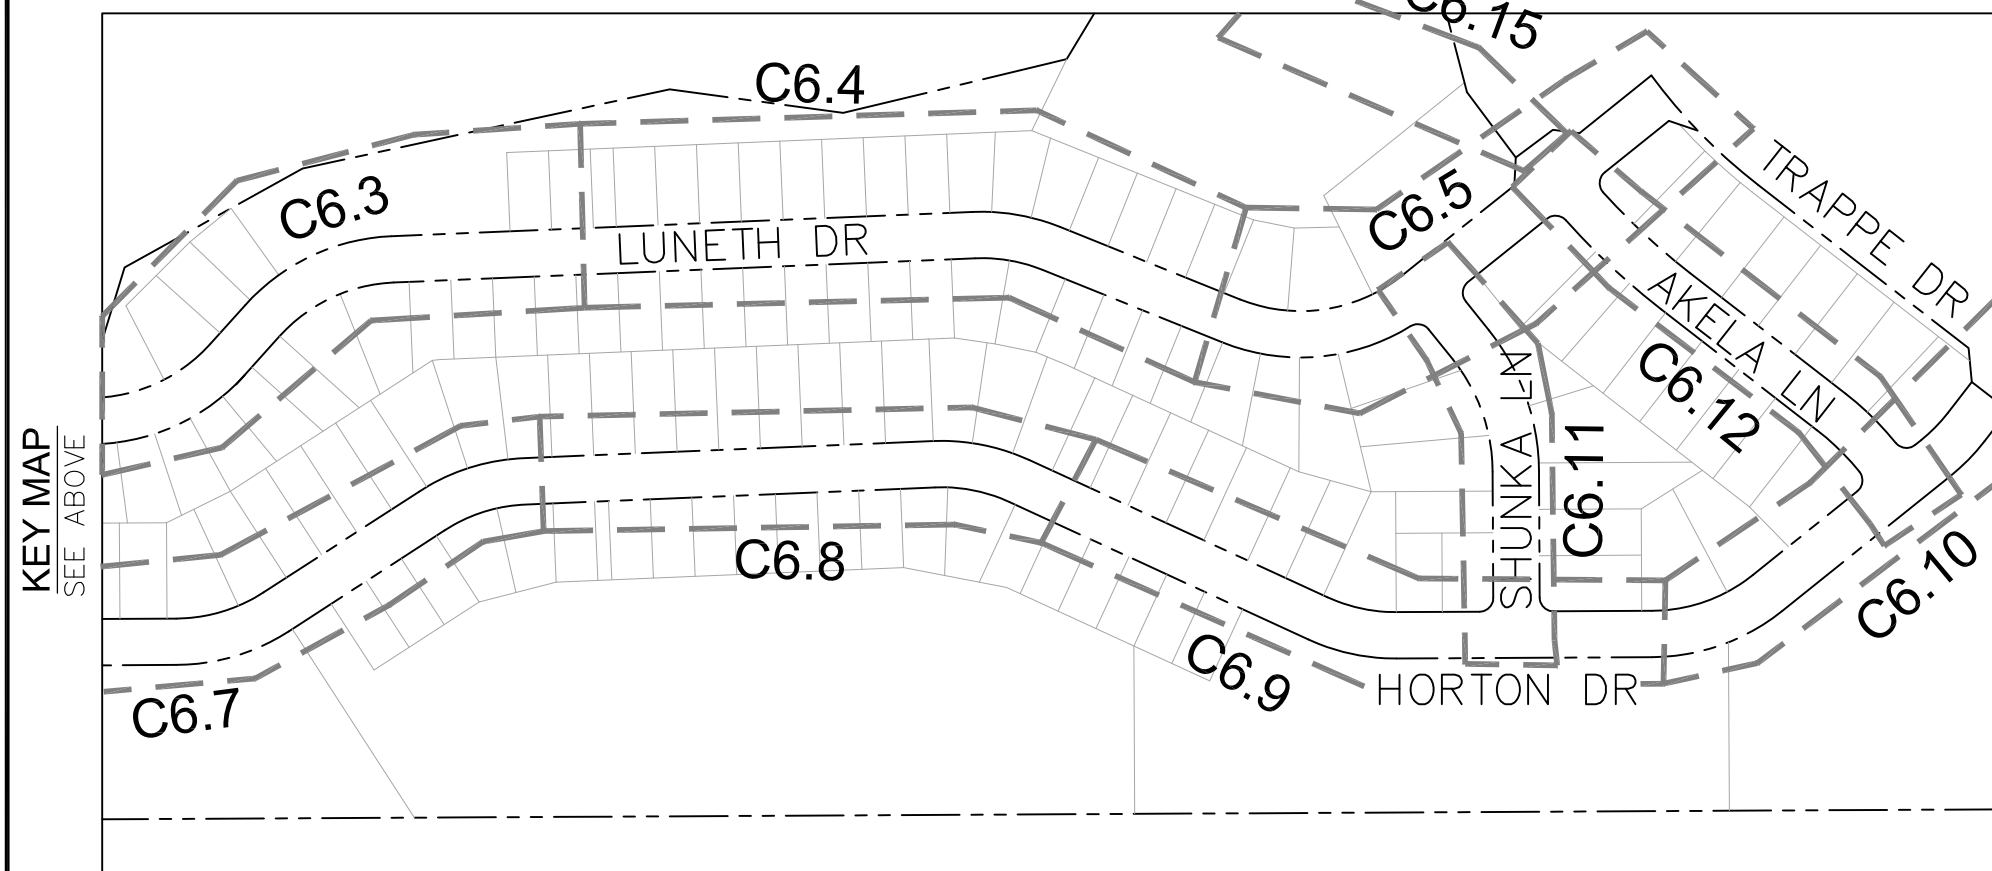 C6.15
C6.4
C6.3
C6.5
TRAPPE DR
LUNETH DR
AKELA LN
C6.12
SHUNKA LN
C6.11
KEY MAP
SEE ABOVE
C6.8
C6.10
C6.9
C6.7
HORTON DR